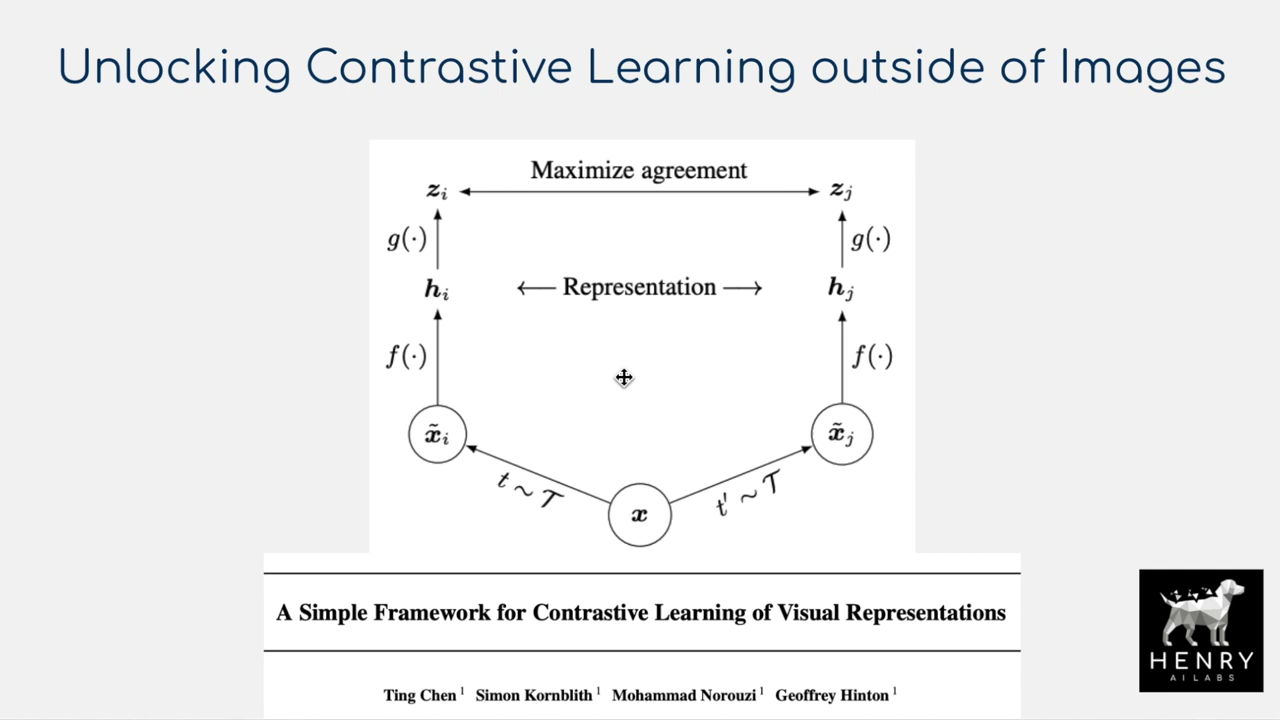 Unlocking Contrastive Learning outside of Images
Maximize agreement
z_i z_j
g(·) g(·)
h_i ← Representation → h_j
f(·) f(·)
x̃_i x̃_j
t ~ 𝒯 t′ ~ 𝒯
x
A Simple Framework for Contrastive Learning of Visual Representations
Ting Chen ¹ Simon Kornblith ¹ Mohammad Norouzi ¹ Geoffrey Hinton ¹
HENRY
AI LABS